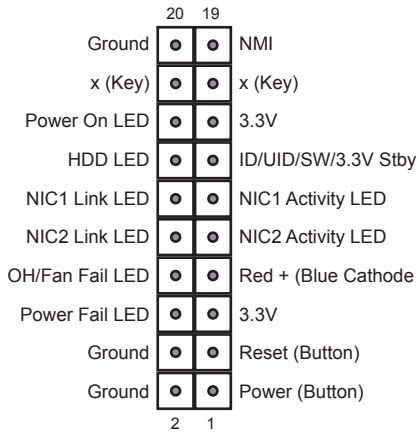 20 19
Ground NMI
x (Key) x (Key)
Power On LED 3.3V
HDD LED ID/UID/SW/3.3V Stby
NIC1 Link LED NIC1 Activity LED
NIC2 Link LED NIC2 Activity LED
OH/Fan Fail LED Red + (Blue Cathode
Power Fail LED 3.3V
Ground Reset (Button)
Ground Power (Button)
2 1